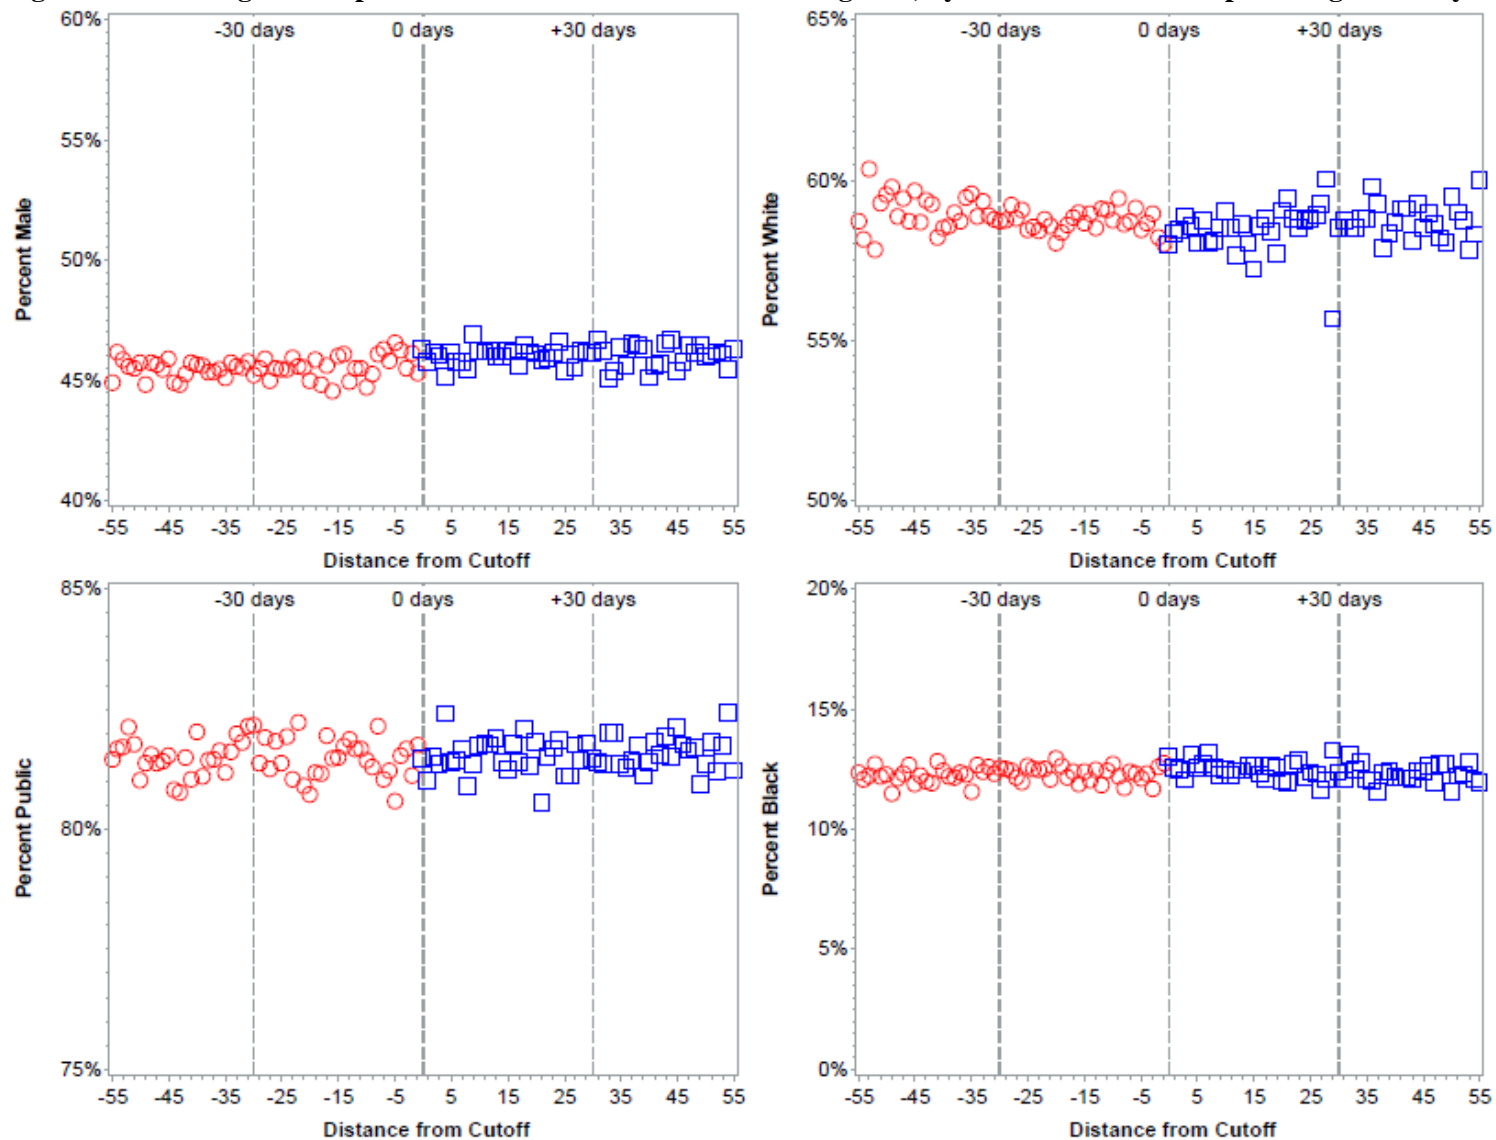 60%
-30 days
0 days
+30 days
55%
50%
45%
40%
Percent Male
-55 -45 -35 -25 -15 -5 5 15 25 35 45 55
Distance from Cutoff
65%
-30 days
0 days
+30 days
60%
55%
50%
Percent White
-55 -45 -35 -25 -15 -5 5 15 25 35 45 55
Distance from Cutoff
85%
-30 days
0 days
+30 days
80%
75%
Percent Public
-55 -45 -35 -25 -15 -5 5 15 25 35 45 55
Distance from Cutoff
20%
-30 days
0 days
+30 days
15%
10%
5%
0%
Percent Black
-55 -45 -35 -25 -15 -5 5 15 25 35 45 55
Distance from Cutoff